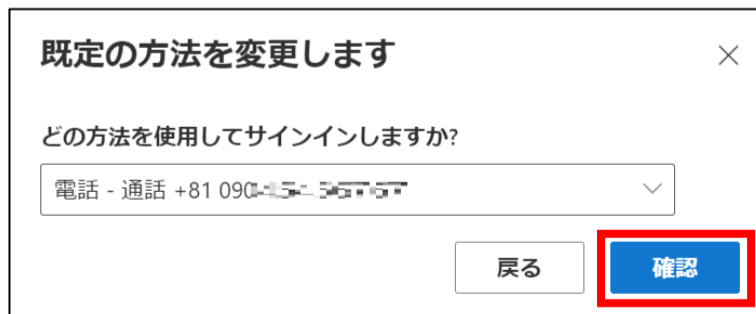 既定の方法を変更します
どの方法を使用してサインインしますか?
電話 - 通話 +81 090
戻る
確認